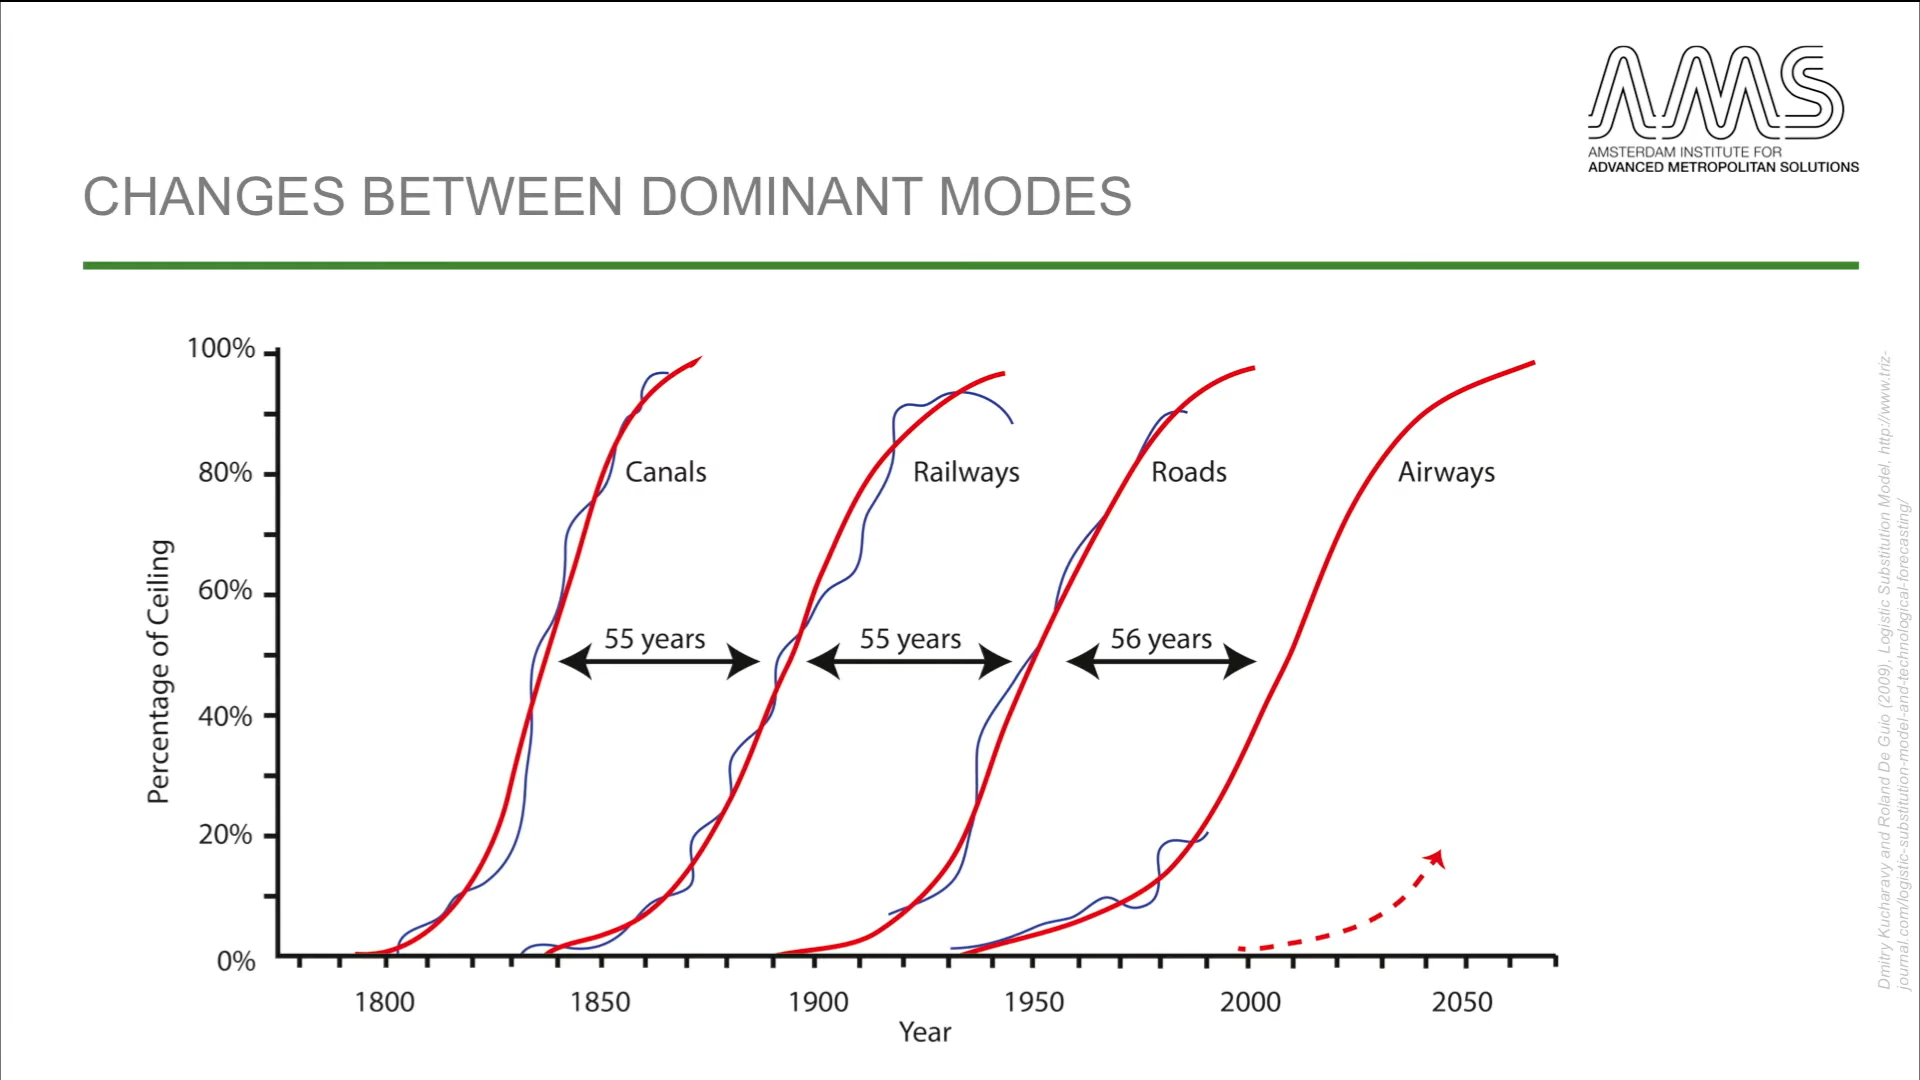 AMS
AMSTERDAM INSTITUTE FOR
ADVANCED METROPOLITAN SOLUTIONS
CHANGES BETWEEN DOMINANT MODES
100%
80%
60%
40%
20%
0%
Percentage of Ceiling
Canals
Railways
Roads
Airways
55 years
55 years
56 years
1800
1850
1900
1950
2000
2050
Year
Dmitry Kucharavy and Roland De Guio (2009), Logistic Substitution Model. http://www.triz-
journal.com/logistic-substitution-model-and-technological-forecasting/